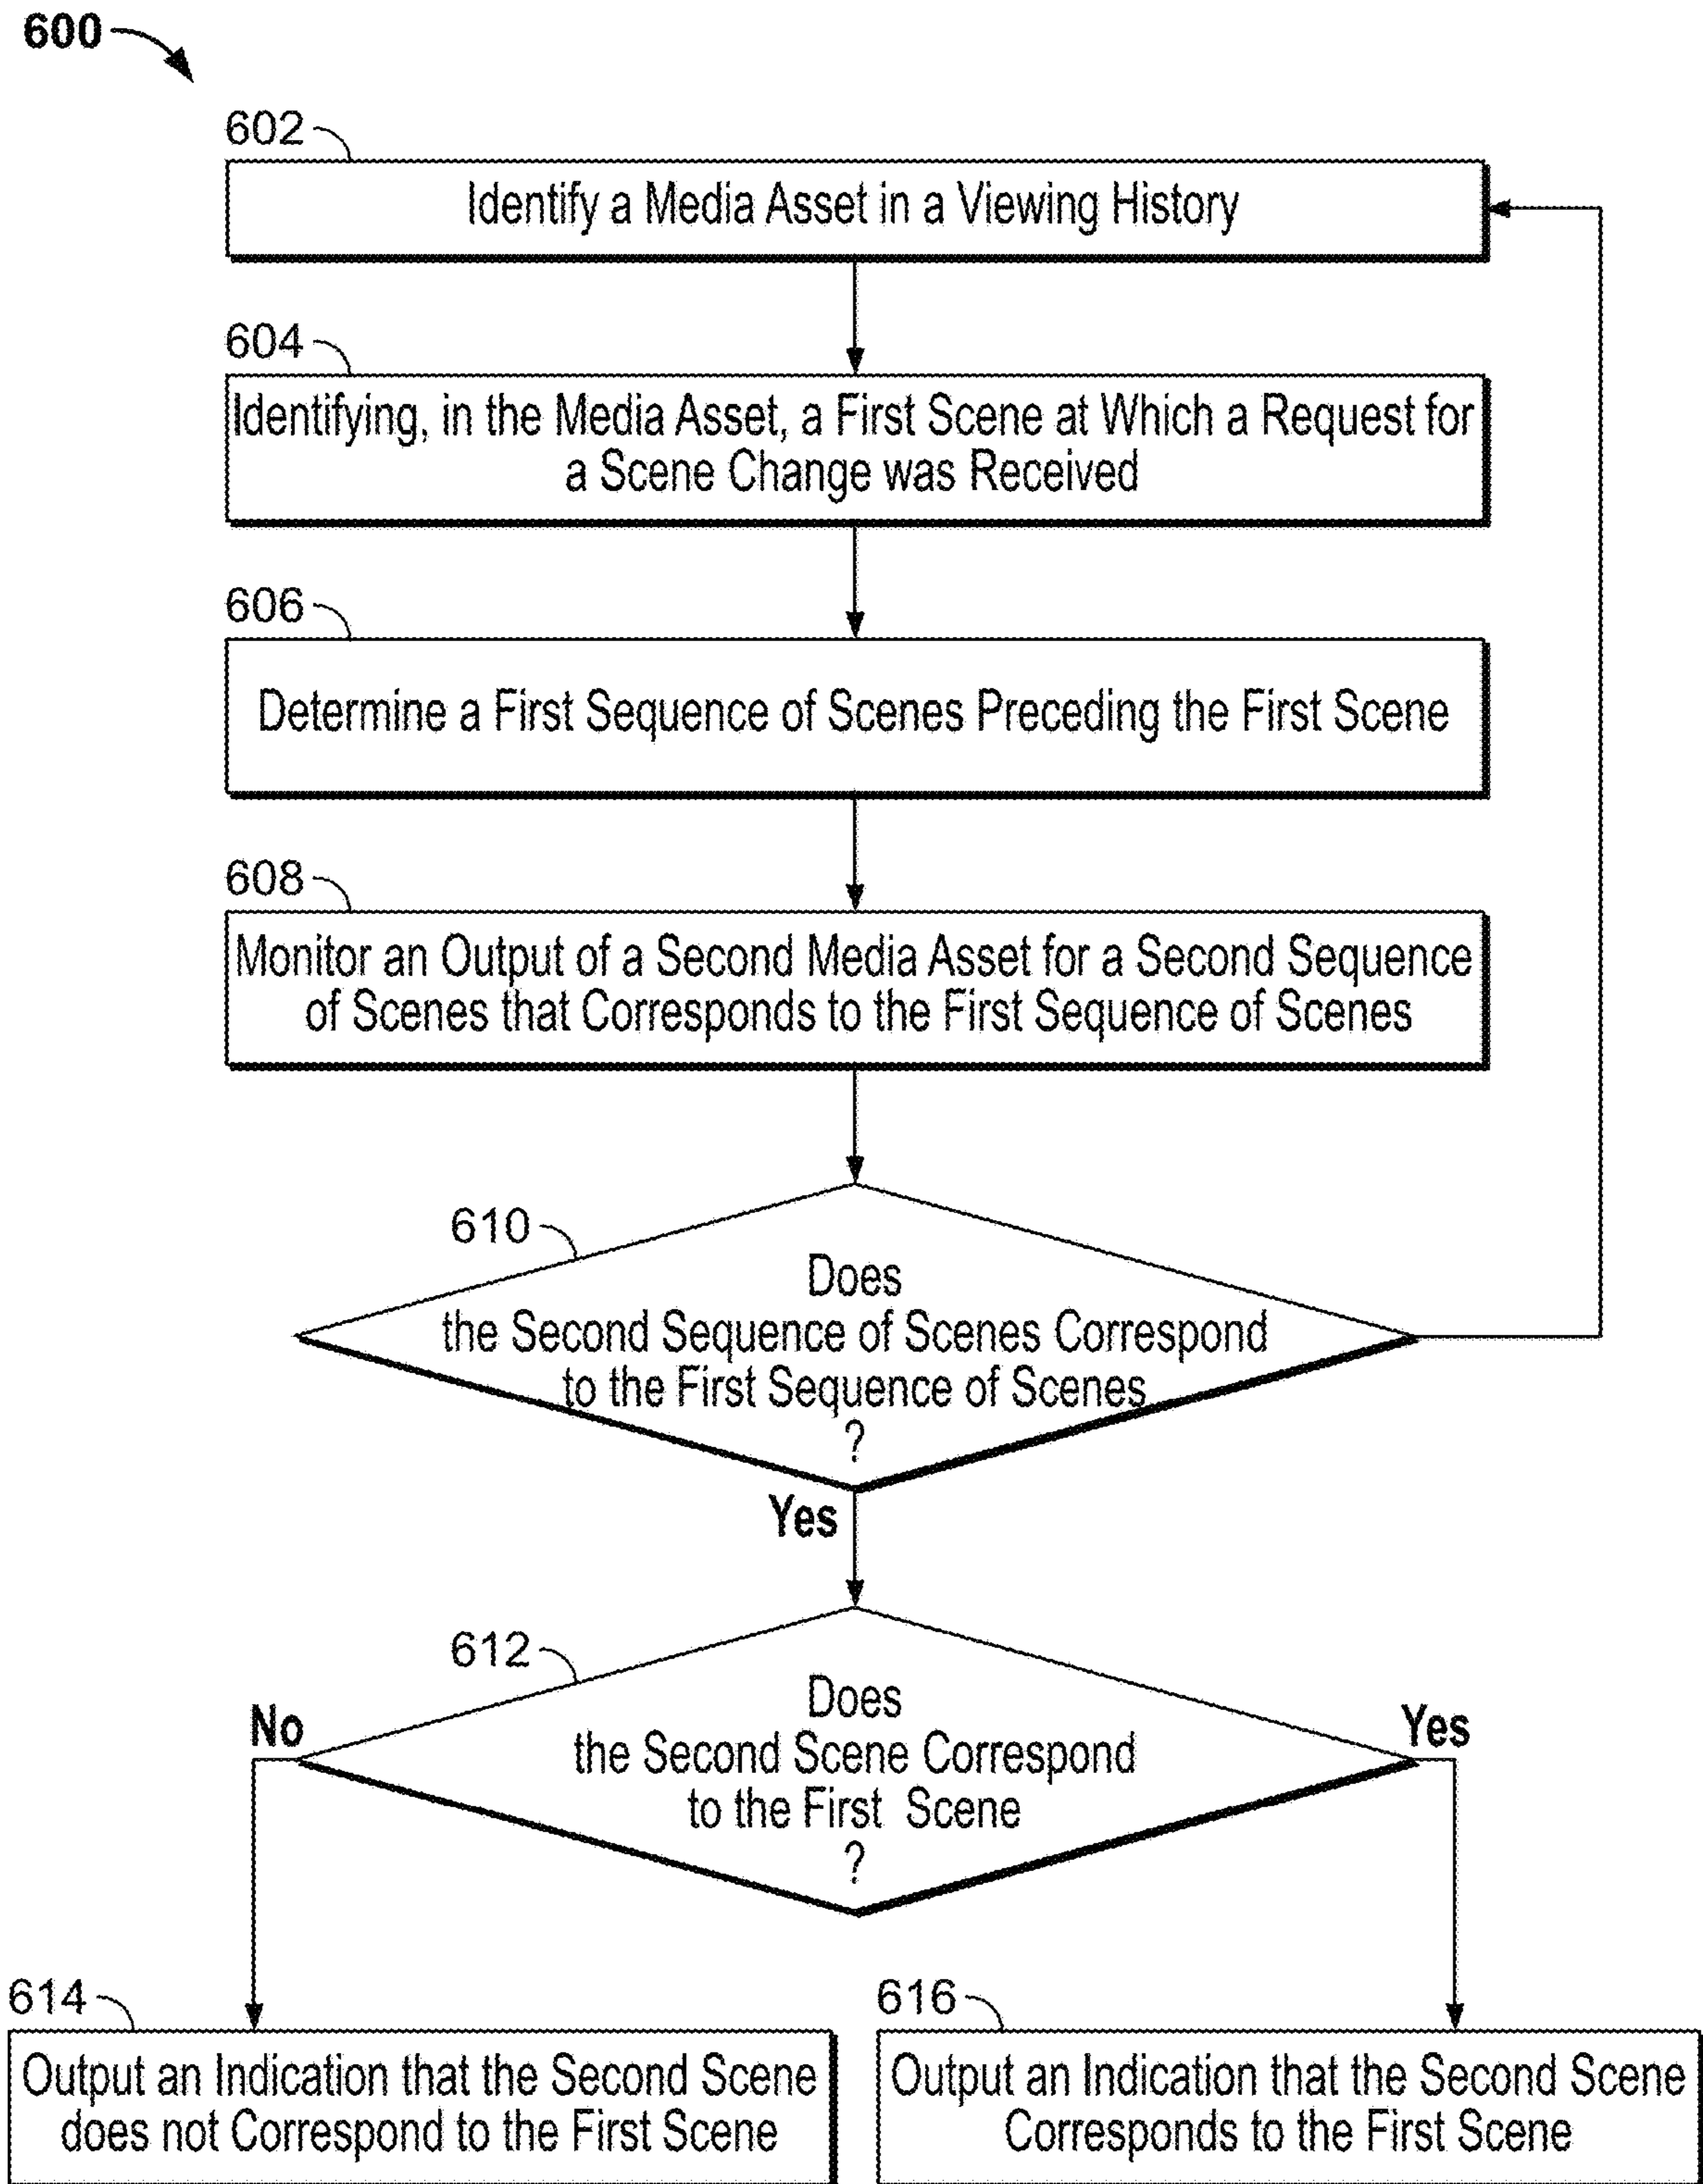 600
602
Identify a Media Asset in a Viewing History
604
Identifying, in the Media Asset, a First Scene at Which a Request for
a Scene Change was Received
606
Determine a First Sequence of Scenes Preceding the First Scene
608
Monitor an Output of a Second Media Asset for a Second Sequence
of Scenes that Corresponds to the First Sequence of Scenes
610
Does
the Second Sequence of Scenes Correspond
to the First Sequence of Scenes
?
Yes
612
Does
the Second Scene Correspond
to the First Scene
?
No
Yes
614
Output an Indication that the Second Scene
does not Correspond to the First Scene
616
Output an Indication that the Second Scene
Corresponds to the First Scene